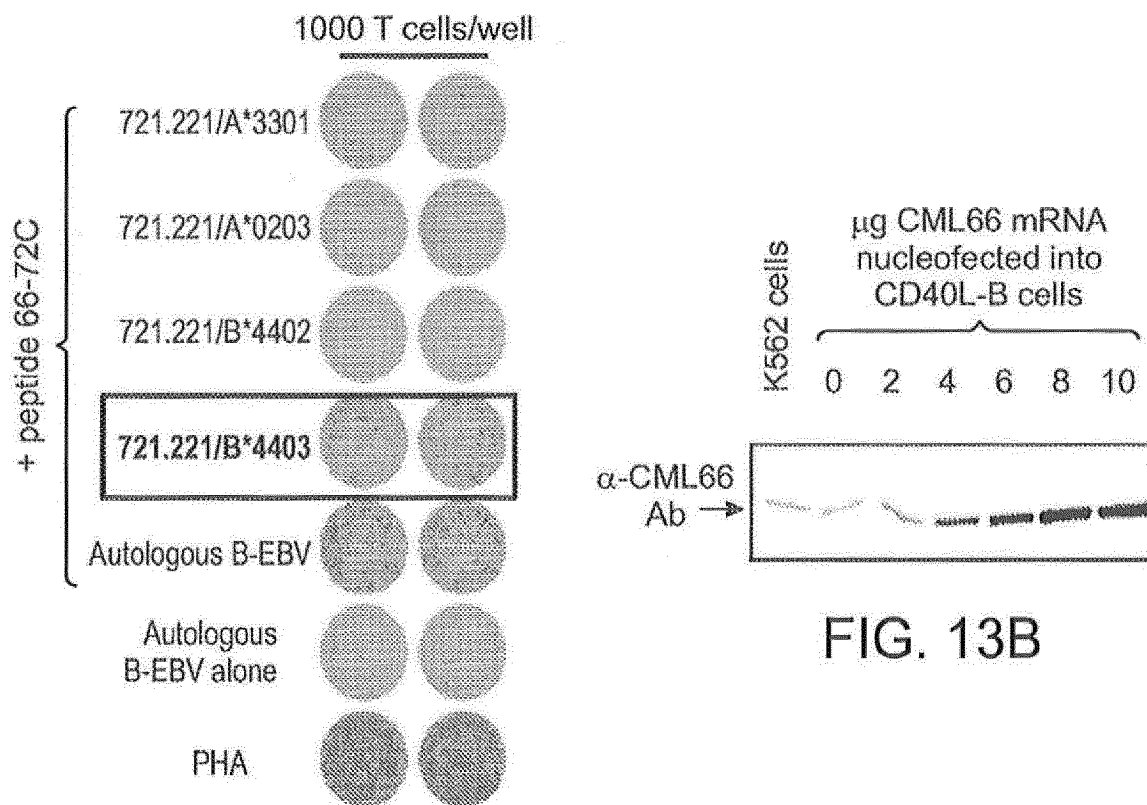 1000 T cells/well
+ peptide 66-72C
721.221/A*3301
721.221/A*0203
721.221/B*4402
721.221/B*4403
Autologous B-EBV
Autologous
B-EBV alone
PHA
K562 cells
μg CML66 mRNA
nucleofected into
CD40L-B cells
0 2 4 6 8 10
α-CML66
Ab
FIG. 13B